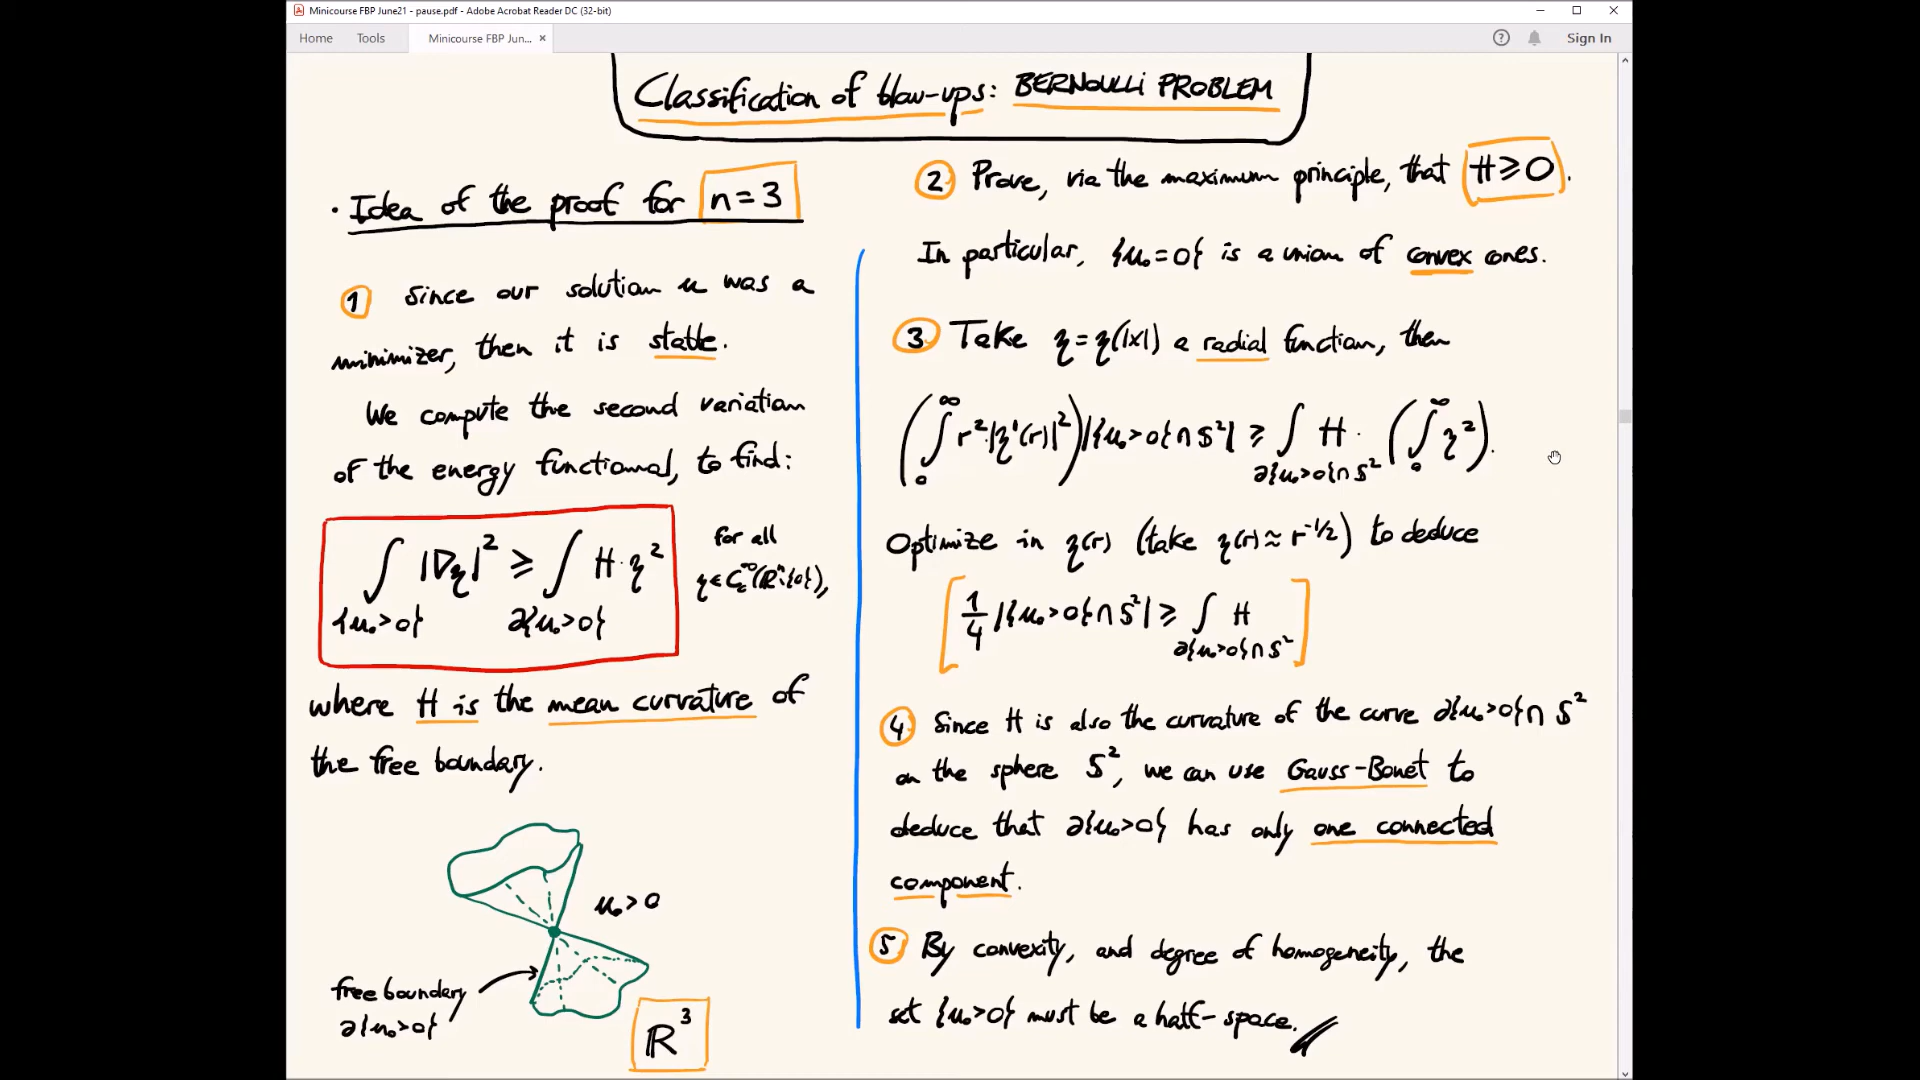 Minicourse FBP June21 - pause.pdf - Adobe Acrobat Reader DC (32-bit)
Home Tools Minicourse FBP Jun... × Sign In
Classification of blow-ups: BERNOULLI PROBLEM
· Idea of the proof for n=3
1 Since our solution u was a
minimizer, then it is stable.
We compute the second variation
of the energy functional, to find:
∫_{u₀>0} |∇η|² ≥ ∫_{∂{u₀>0}} H·η² for all η∈C_c^∞(ℝⁿ\{0}),
where H is the mean curvature of
the free boundary.
u₀>0
free boundary
∂{u₀>0}
ℝ³
2 Prove, via the maximum principle, that H≥0.
In particular, {u₀=0} is a union of convex cones.
3 Take η=η(|x|) a radial function, then
(∫₀^∞ r²·|η'(r)|²)|{u₀>0}∩S²| ≥ ∫_{∂{u₀>0}∩S²} H · (∫₀^∞ η²).
Optimize in η(r) (take η(r)≈r^{-1/2}) to deduce
[1/4 |{u₀>0}∩S²| ≥ ∫_{∂{u₀>0}∩S²} H]
4 Since H is also the curvature of the curve ∂{u₀>0}∩S²
on the sphere S², we can use Gauss-Bonet to
deduce that ∂{u₀>0} has only one connected
component.
5 By convexity, and degree of homogeneity, the
set {u₀>0} must be a half-space.